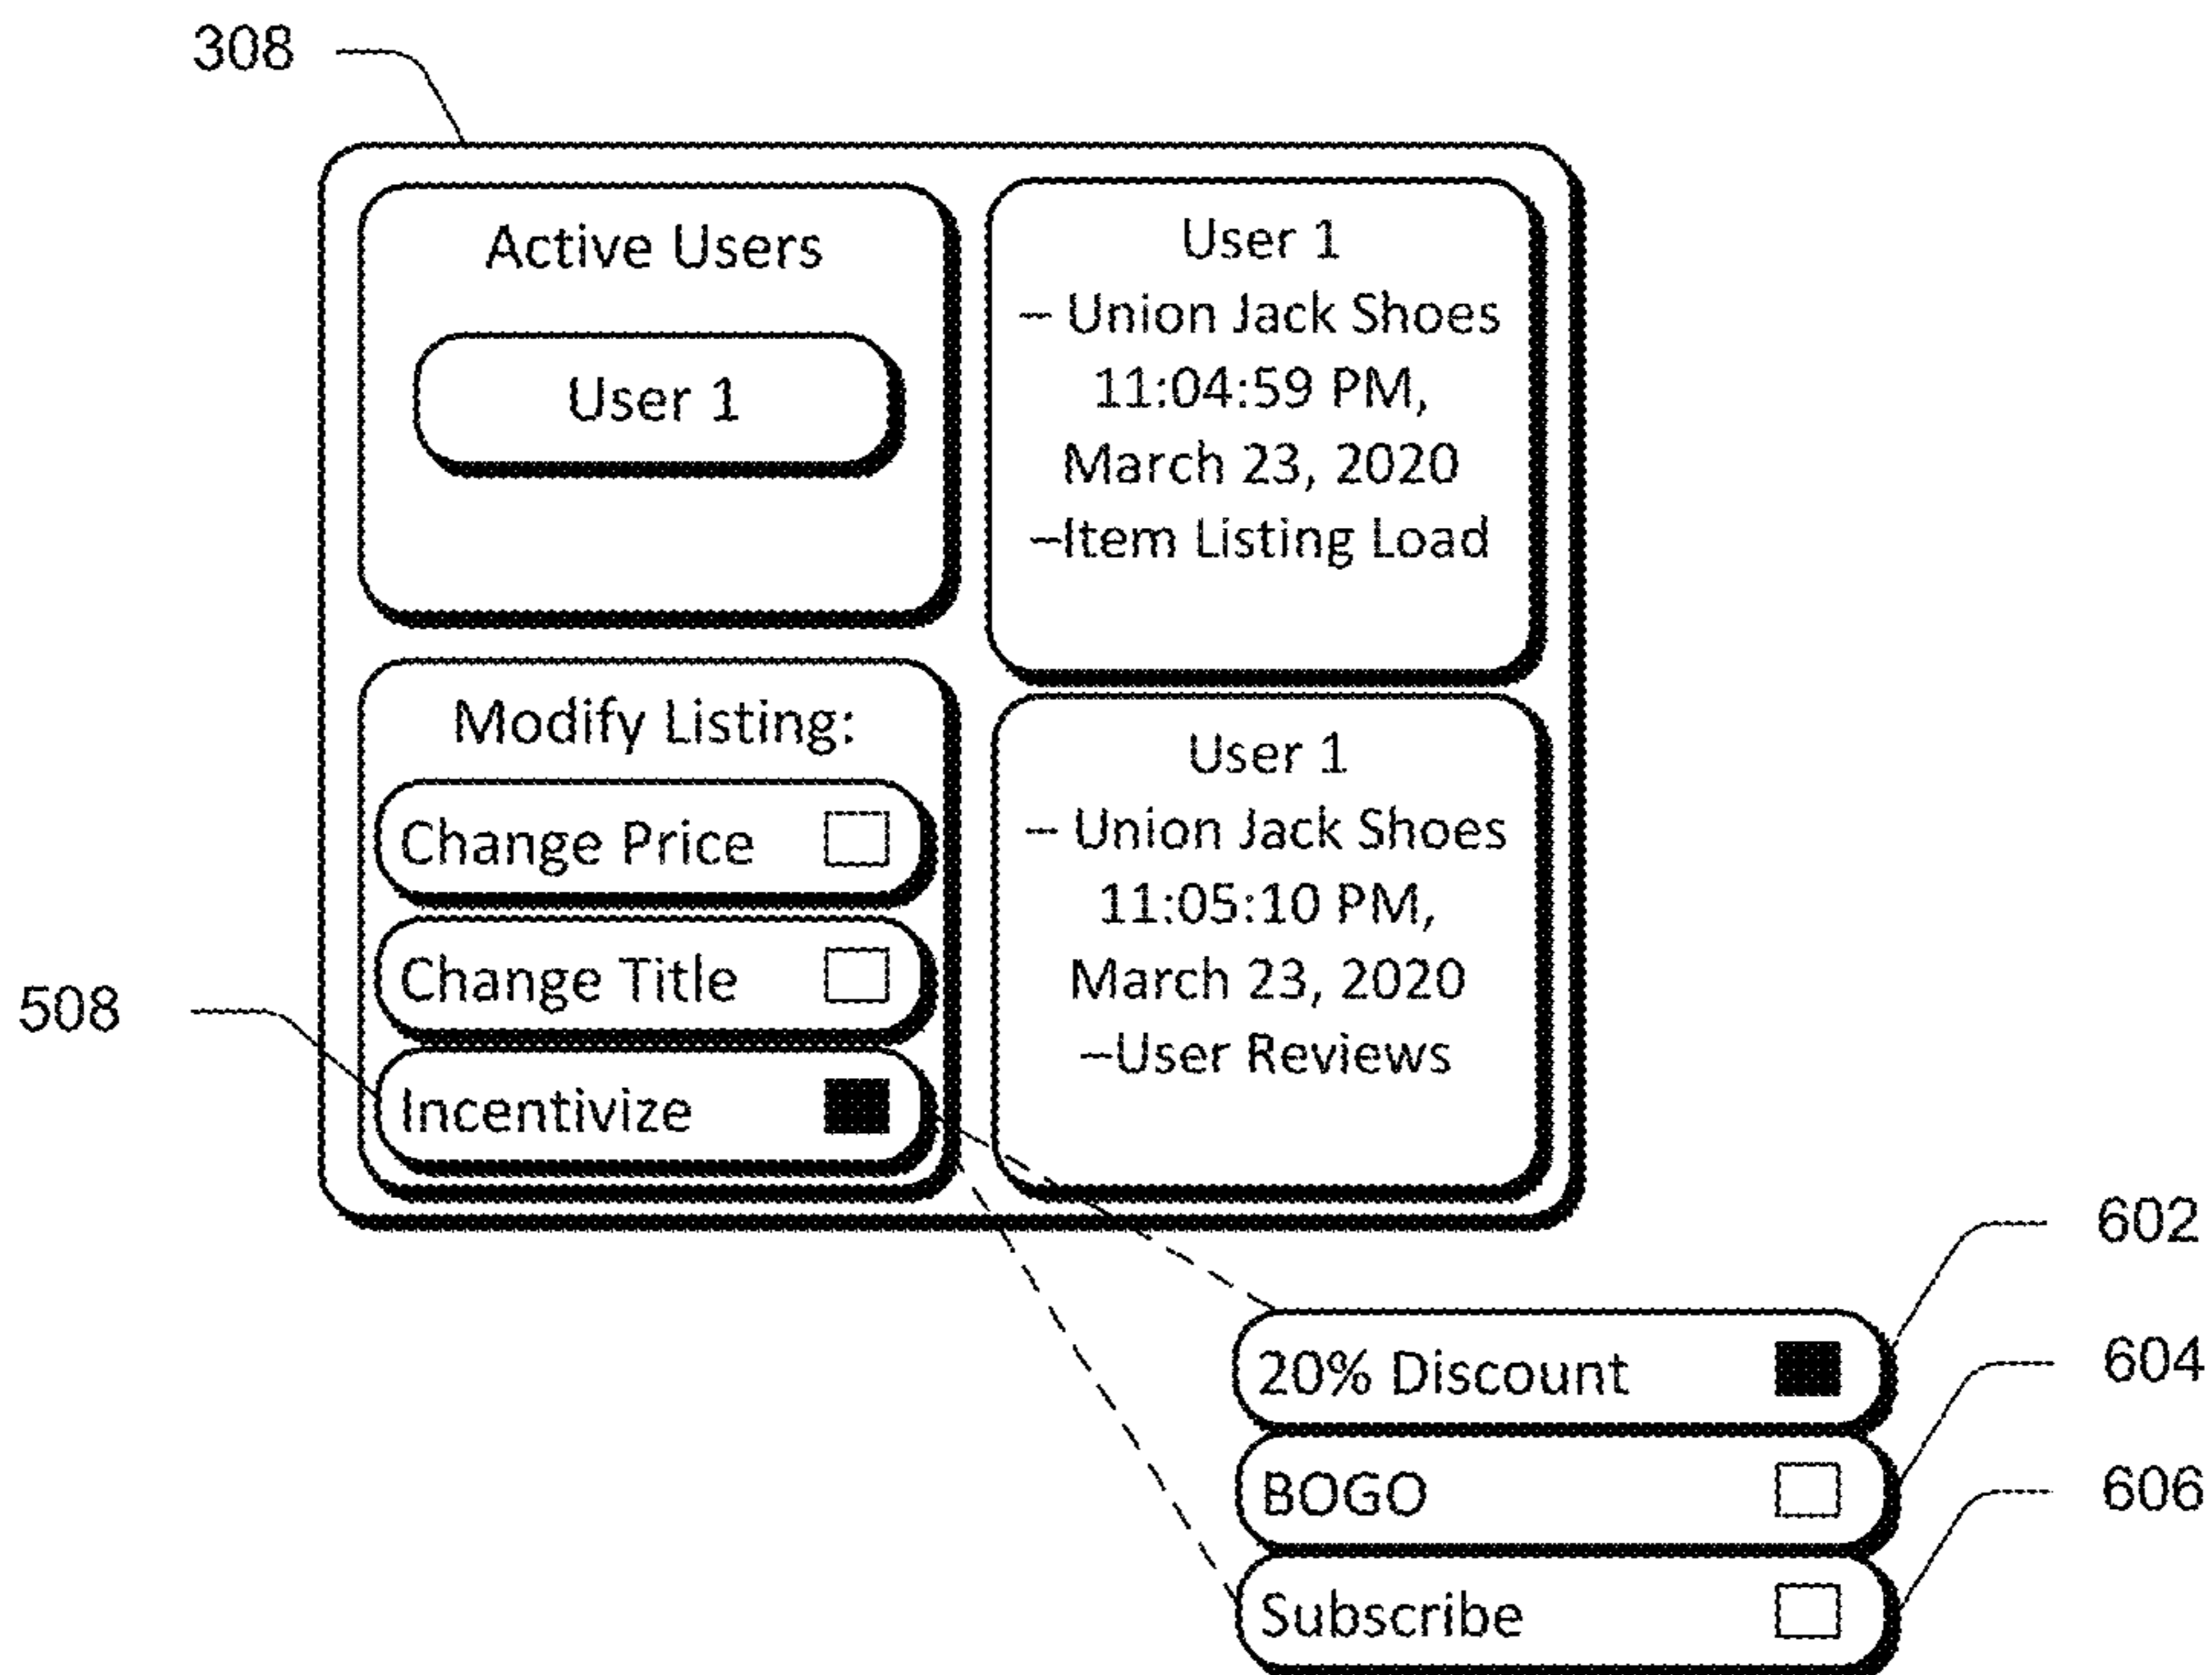 308
Active Users
User 1
User 1
-- Union Jack Shoes
11:04:59 PM,
March 23, 2020
--Item Listing Load
Modify Listing:
Change Price
Change Title
508
Incentivize
User 1
-- Union Jack Shoes
11:05:10 PM,
March 23, 2020
--User Reviews
602
20% Discount
604
BOGO
606
Subscribe